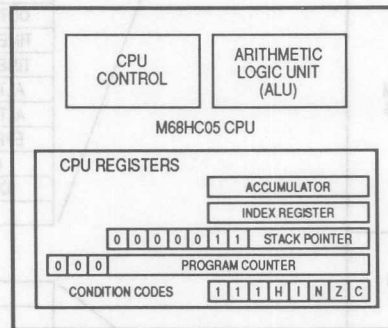 CPU
CONTROL
ARITHMETIC
LOGIC UNIT
(ALU)
M68HC05 CPU
CPU REGISTERS
ACCUMULATOR
INDEX REGISTER
0 0 0 0 0 1 1 STACK POINTER
0 0 0 PROGRAM COUNTER
CONDITION CODES 1 1 1 H I N Z C